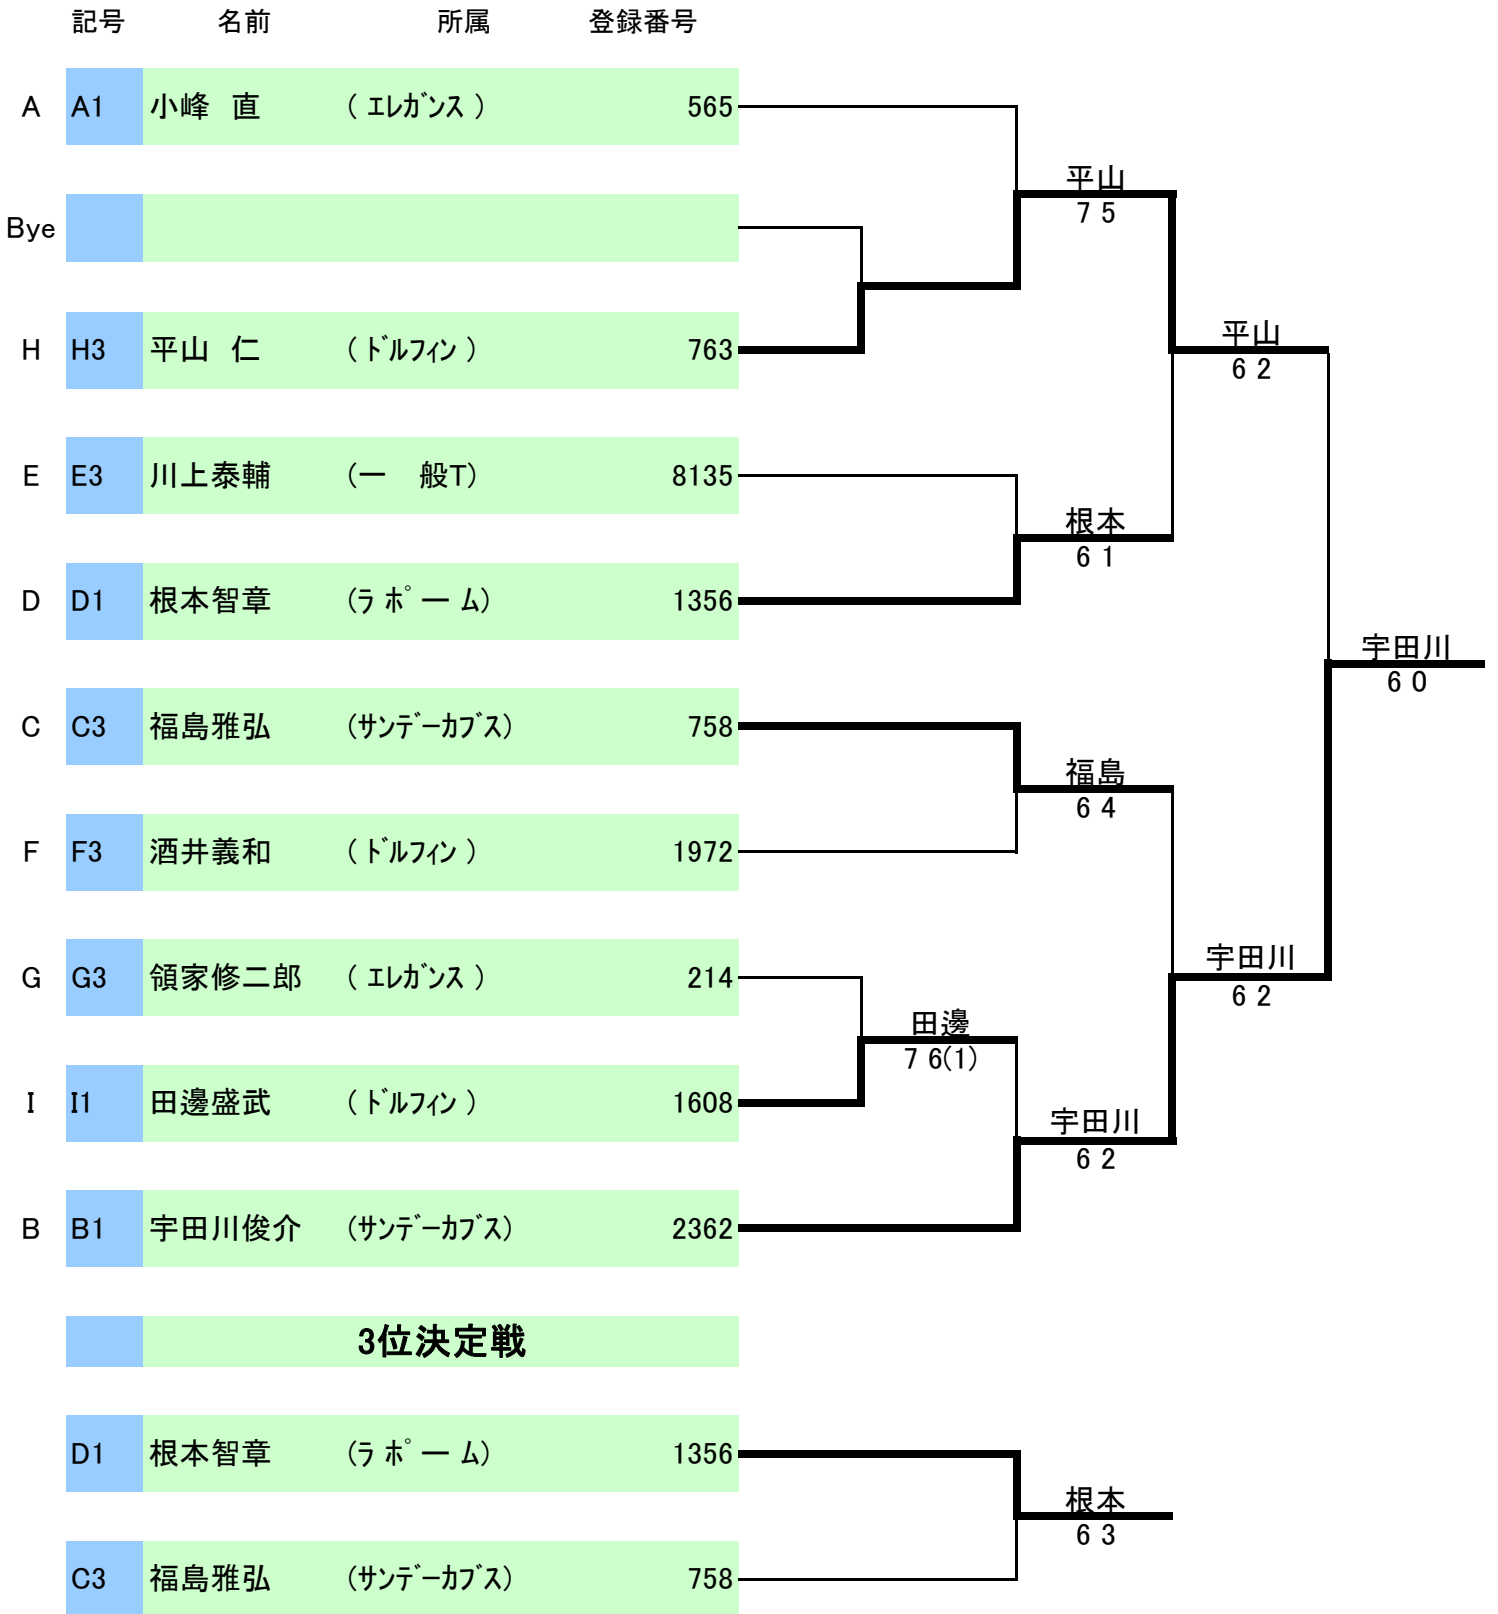 記号 名前 所属 登録番号
A A1 小峰 直 ( ｴﾚｶﾞﾝｽ ) 565
平山
7 5
Bye
H H3 平山 仁 ( ﾄﾞﾙﾌｨﾝ ) 763
平山
6 2
E E3 川上泰輔 (一 般T) 8135
根本
6 1
D D1 根本智章 (ﾗ ﾎﾟ ー ﾑ) 1356
宇田川
6 0
C C3 福島雅弘 (ｻﾝﾃﾞｰｶﾌﾞｽ) 758
福島
6 4
F F3 酒井義和 ( ﾄﾞﾙﾌｨﾝ ) 1972
宇田川
6 2
G G3 領家修二郎 ( ｴﾚｶﾞﾝｽ ) 214
田邊
7 6(1)
I I1 田邊盛武 ( ﾄﾞﾙﾌｨﾝ ) 1608
宇田川
6 2
B B1 宇田川俊介 (ｻﾝﾃﾞｰｶﾌﾞｽ) 2362
3位決定戦
D1 根本智章 (ﾗ ﾎﾟ ー ﾑ) 1356
根本
6 3
C3 福島雅弘 (ｻﾝﾃﾞｰｶﾌﾞｽ) 758